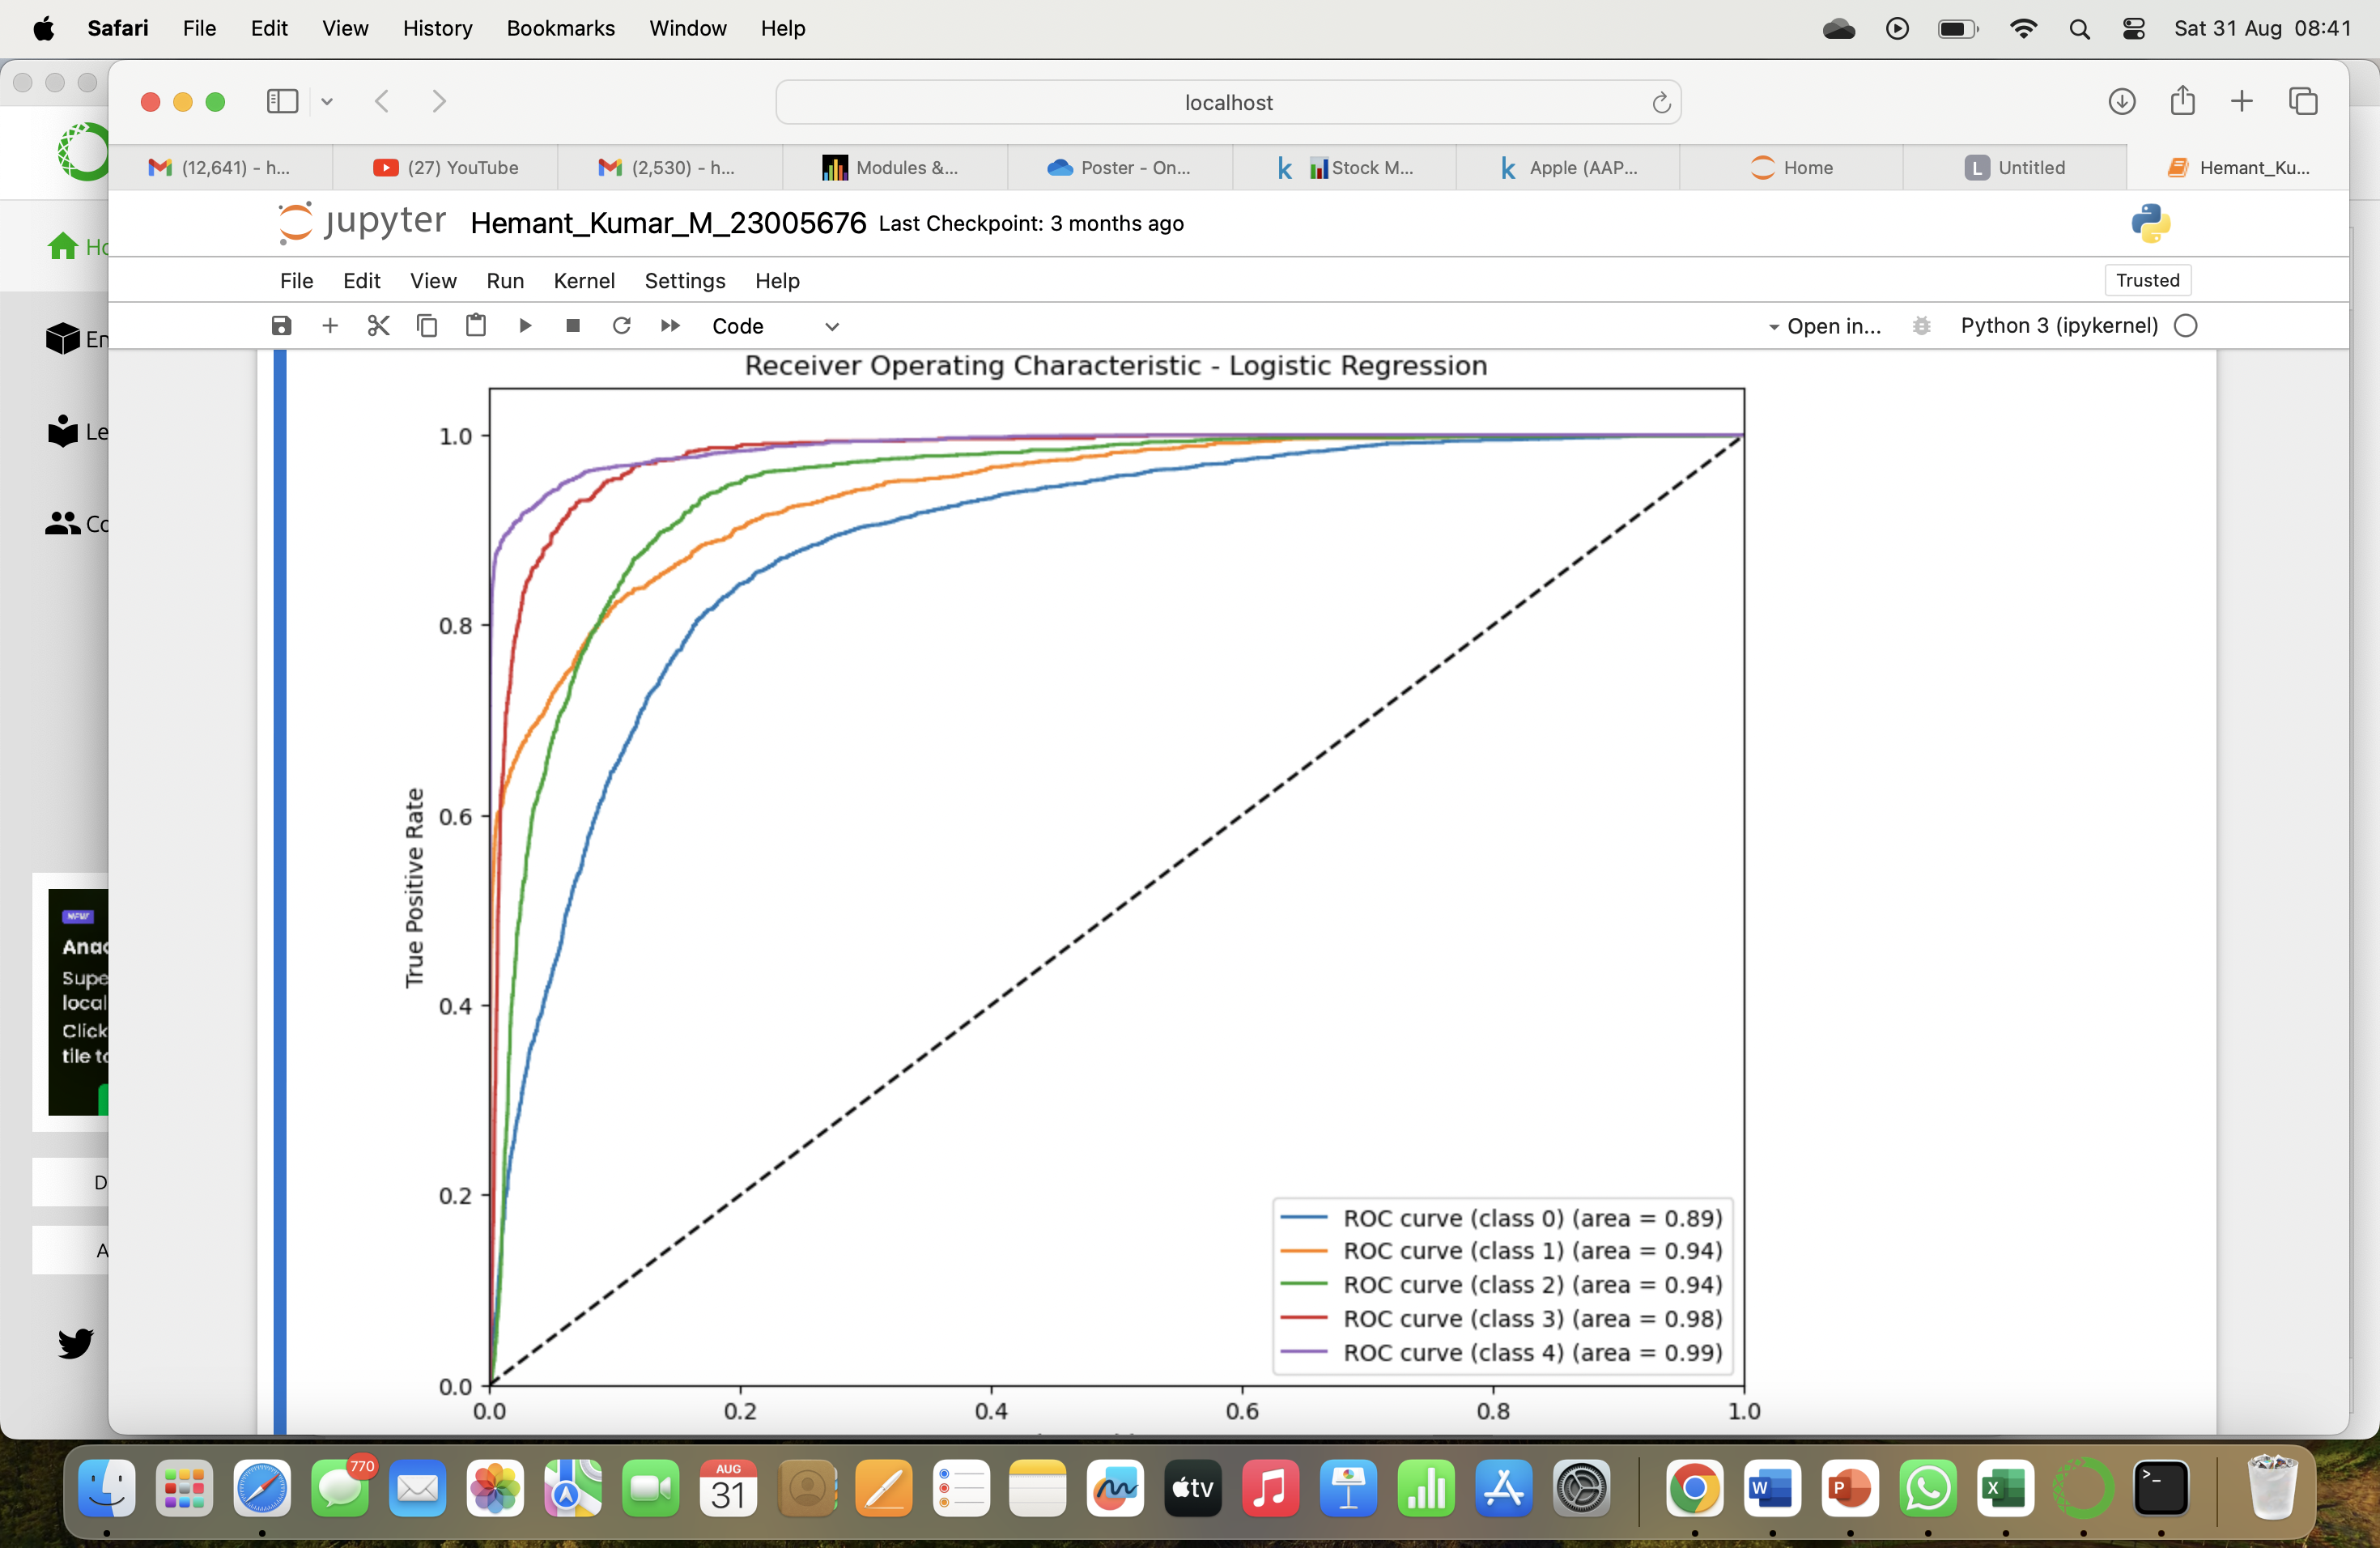 Safari File Edit View History Bookmarks Window Help Sat 31 Aug 08:41
localhost
(12,641) - h... (27) YouTube (2,530) - h... Modules &... Poster - On... Stock M... Apple (AAP... Home L Untitled Hemant_Ku...
jupyter Hemant_Kumar_M_23005676 Last Checkpoint: 3 months ago
File Edit View Run Kernel Settings Help Trusted
Code Open in... Python 3 (ipykernel)
Receiver Operating Characteristic - Logistic Regression
1.0
0.8
0.6
0.4
0.2
0.0
True Positive Rate
0.0 0.2 0.4 0.6 0.8 1.0
ROC curve (class 0) (area = 0.89)
ROC curve (class 1) (area = 0.94)
ROC curve (class 2) (area = 0.94)
ROC curve (class 3) (area = 0.98)
ROC curve (class 4) (area = 0.99)
Ho
En
Le
Co
NEW
Anac
Supe
local
Click
tile to
D
A
770
AUG
31
tv
W
P
X
>_